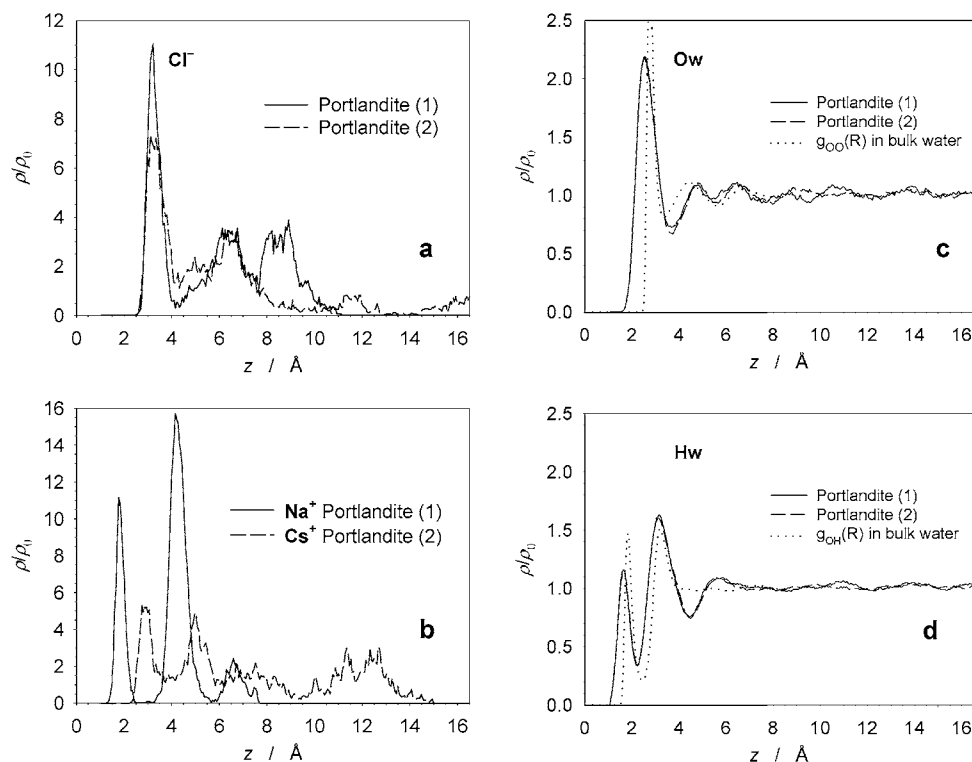 Cl⁻
Portlandite (1)
Portlandite (2)
a
ρ/ρ₀
12
10
8
6
4
2
0
0 2 4 6 8 10 12 14 16
z / Å
Ow
Portlandite (1)
Portlandite (2)
g_OO(R) in bulk water
c
ρ/ρ₀
2.5
2.0
1.5
1.0
0.5
0.0
0 2 4 6 8 10 12 14 16
z / Å
Na⁺ Portlandite (1)
Cs⁺ Portlandite (2)
b
ρ/ρ₀
16
14
12
10
8
6
4
2
0
0 2 4 6 8 10 12 14 16
z / Å
Hw
Portlandite (1)
Portlandite (2)
g_OH(R) in bulk water
d
ρ/ρ₀
2.5
2.0
1.5
1.0
0.5
0.0
0 2 4 6 8 10 12 14 16
z / Å